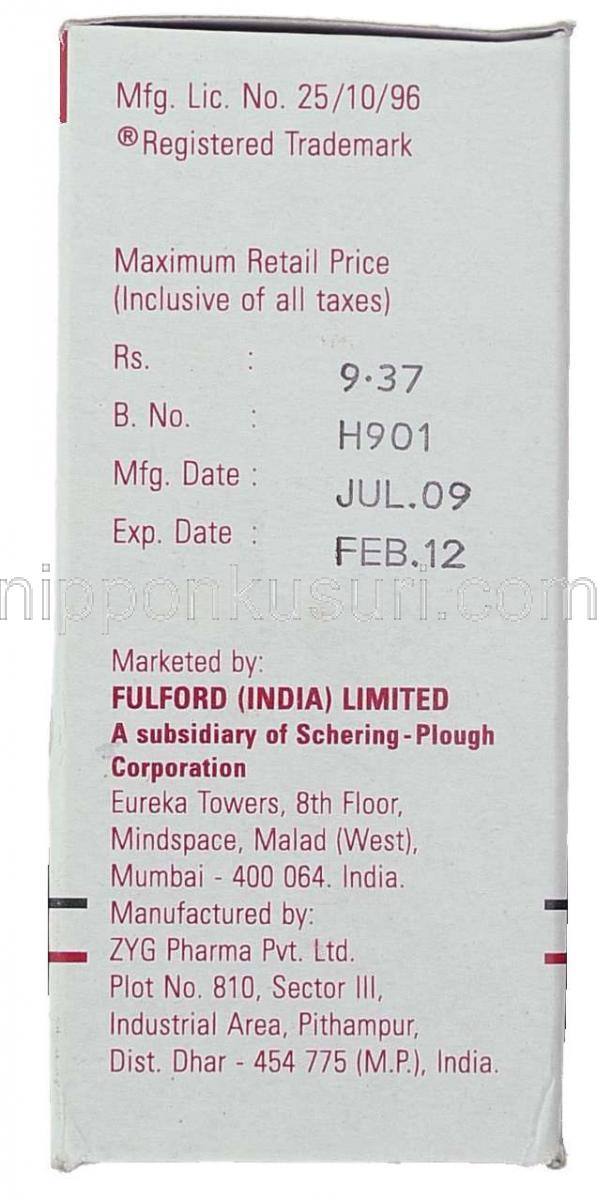 Mfg. Lic. No. 25/10/96
®Registered Trademark
Maximum Retail Price
(Inclusive of all taxes)
Rs. : 9·37
B. No. : H901
Mfg. Date : JUL.09
Exp. Date : FEB.12
nipponkusuri.com
Marketed by:
FULFORD (INDIA) LIMITED
A subsidiary of Schering-Plough
Corporation
Eureka Towers, 8th Floor,
Mindspace, Malad (West),
Mumbai - 400 064. India.
Manufactured by:
ZYG Pharma Pvt. Ltd.
Plot No. 810, Sector III,
Industrial Area, Pithampur,
Dist. Dhar - 454 775 (M.P.), India.